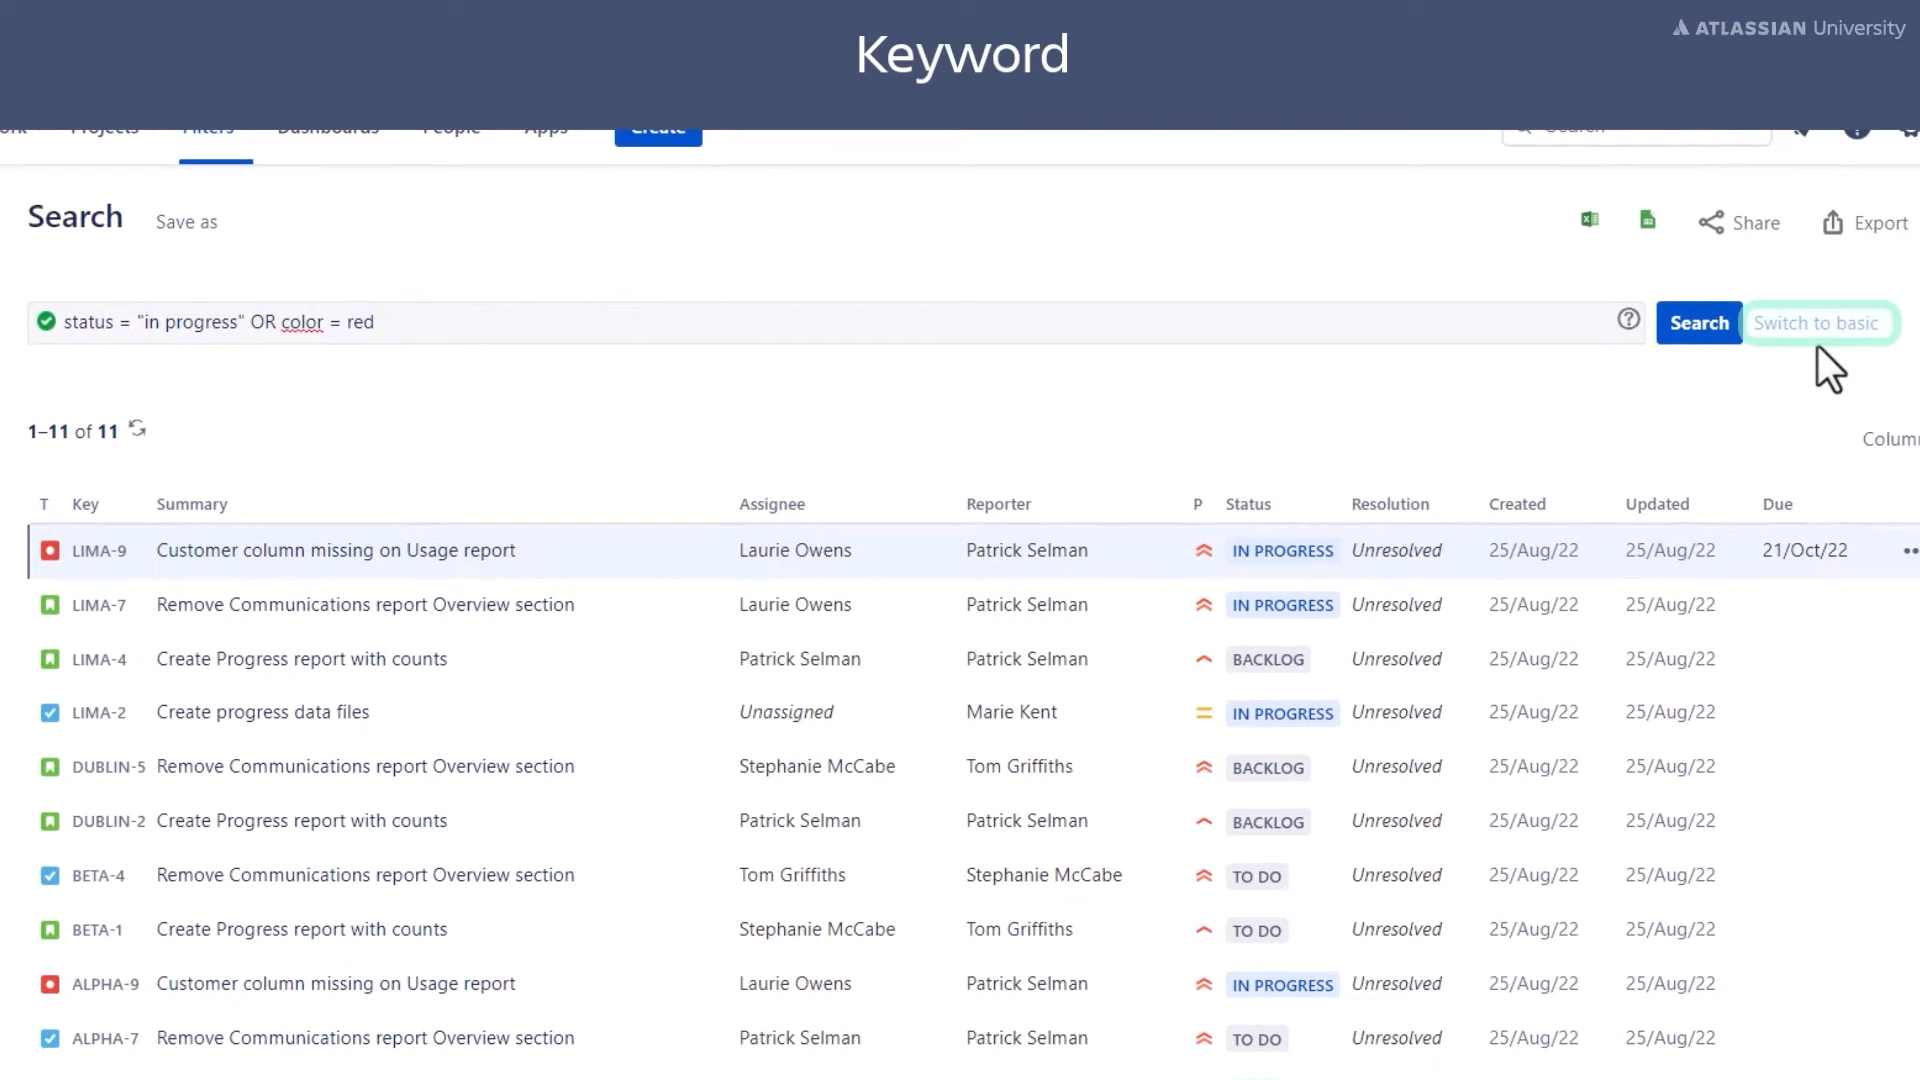 ATLASSIAN University
Keyword
Projects Filters Dashboards People Apps Create Search
Search Save as Share Export
status = "in progress" OR color = red Search Switch to basic
1–11 of 11
T Key Summary Assignee Reporter P Status Resolution Created Updated Due
LIMA-9 Customer column missing on Usage report Laurie Owens Patrick Selman IN PROGRESS Unresolved 25/Aug/22 25/Aug/22 21/Oct/22
LIMA-7 Remove Communications report Overview section Laurie Owens Patrick Selman IN PROGRESS Unresolved 25/Aug/22 25/Aug/22
LIMA-4 Create Progress report with counts Patrick Selman Patrick Selman BACKLOG Unresolved 25/Aug/22 25/Aug/22
LIMA-2 Create progress data files Unassigned Marie Kent IN PROGRESS Unresolved 25/Aug/22 25/Aug/22
DUBLIN-5 Remove Communications report Overview section Stephanie McCabe Tom Griffiths BACKLOG Unresolved 25/Aug/22 25/Aug/22
DUBLIN-2 Create Progress report with counts Patrick Selman Patrick Selman BACKLOG Unresolved 25/Aug/22 25/Aug/22
BETA-4 Remove Communications report Overview section Tom Griffiths Stephanie McCabe TO DO Unresolved 25/Aug/22 25/Aug/22
BETA-1 Create Progress report with counts Stephanie McCabe Tom Griffiths TO DO Unresolved 25/Aug/22 25/Aug/22
ALPHA-9 Customer column missing on Usage report Laurie Owens Patrick Selman IN PROGRESS Unresolved 25/Aug/22 25/Aug/22
ALPHA-7 Remove Communications report Overview section Patrick Selman Patrick Selman TO DO Unresolved 25/Aug/22 25/Aug/22